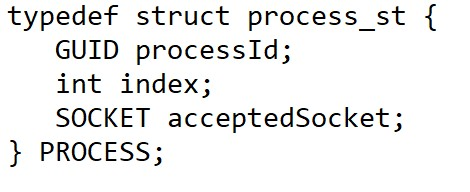 typedef struct process_st {
   GUID processId;
   int index;
   SOCKET acceptedSocket;
} PROCESS;